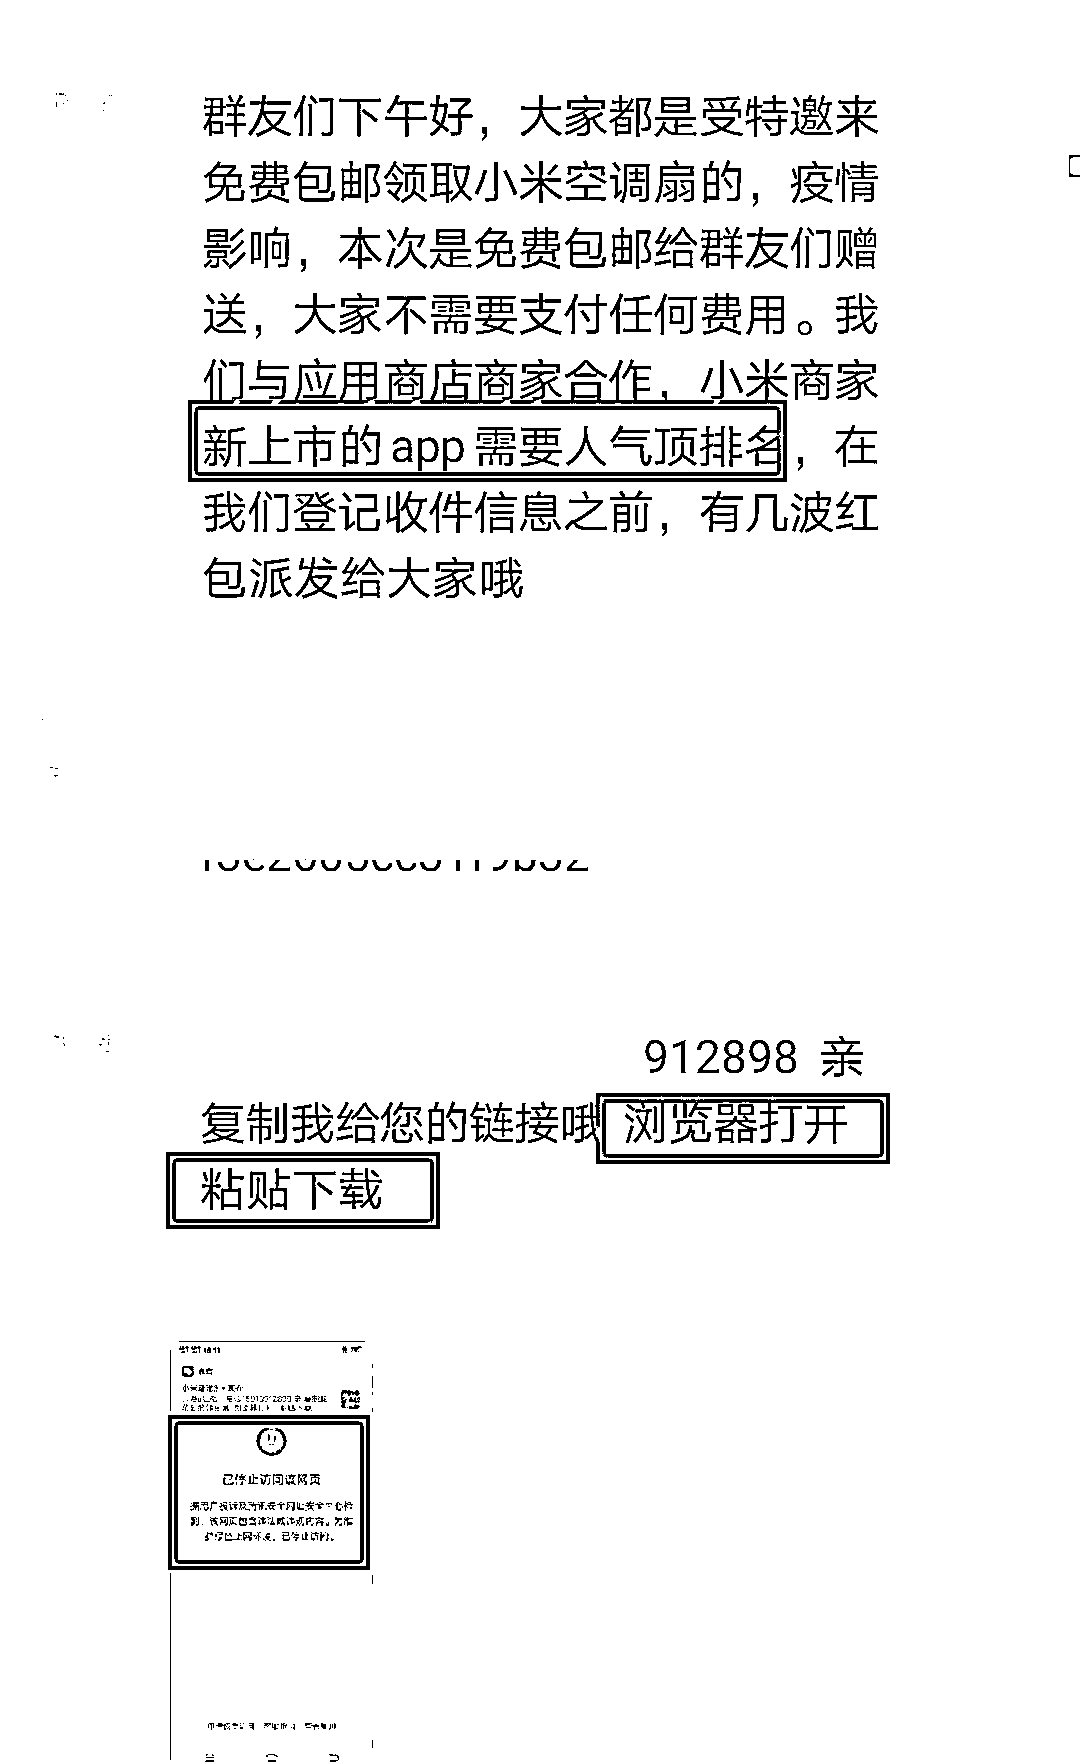 群友们下午好，大家都是受特邀来
免费包邮领取小米空调扇的，疫情
影响，本次是免费包邮给群友们赠
送，大家不需要支付任何费用。我
们与应用商店商家合作，小米商家
新上市的app需要人气顶排名，在
我们登记收件信息之前，有几波红
包派发给大家哦
912898 亲
复制我给您的链接哦 浏览器打开
粘贴下载
已停止访问该网页